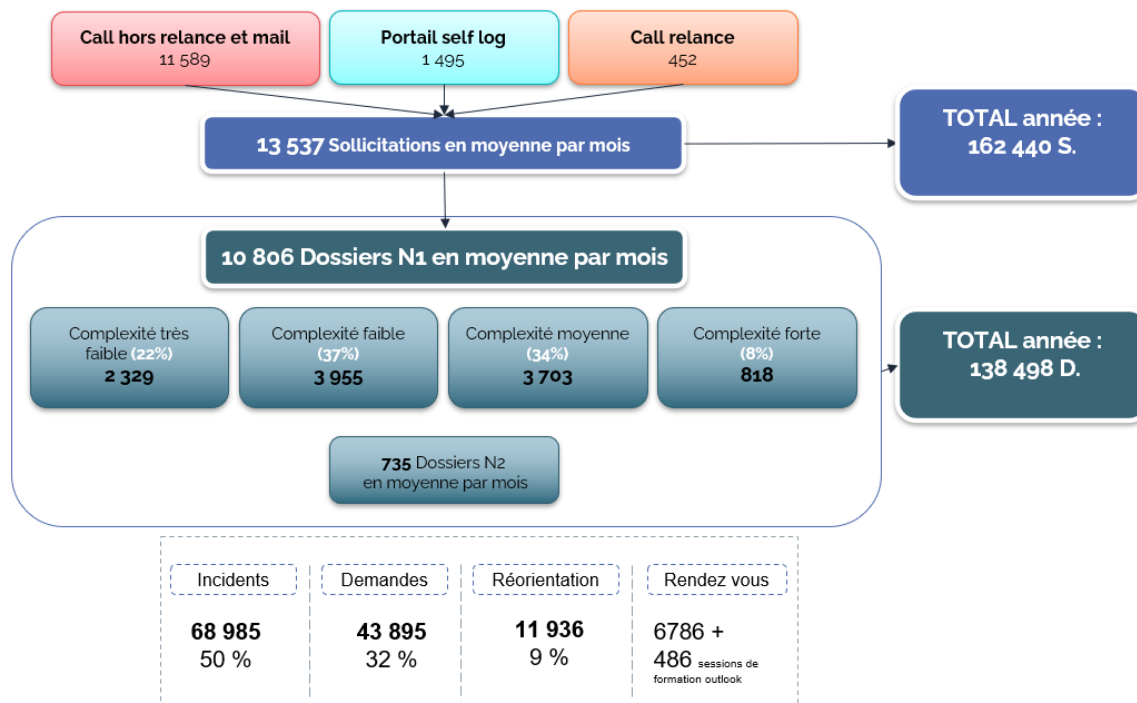 Call hors relance et mail
11 589
Portail self log
1 495
Call relance
452
13 537 Sollicitations en moyenne par mois
TOTAL année :
162 440 S.
10 806 Dossiers N1 en moyenne par mois
Complexité très
faible (22%)
2 329
Complexité faible
(37%)
3 955
Complexité moyenne
(34%)
3 703
Complexité forte
(8%)
818
TOTAL année :
138 498 D.
735 Dossiers N2
en moyenne par mois
Incidents
68 985
50 %
Demandes
43 895
32 %
Réorientation
11 936
9 %
Rendez vous
6786 +
486 sessions de
formation outlook